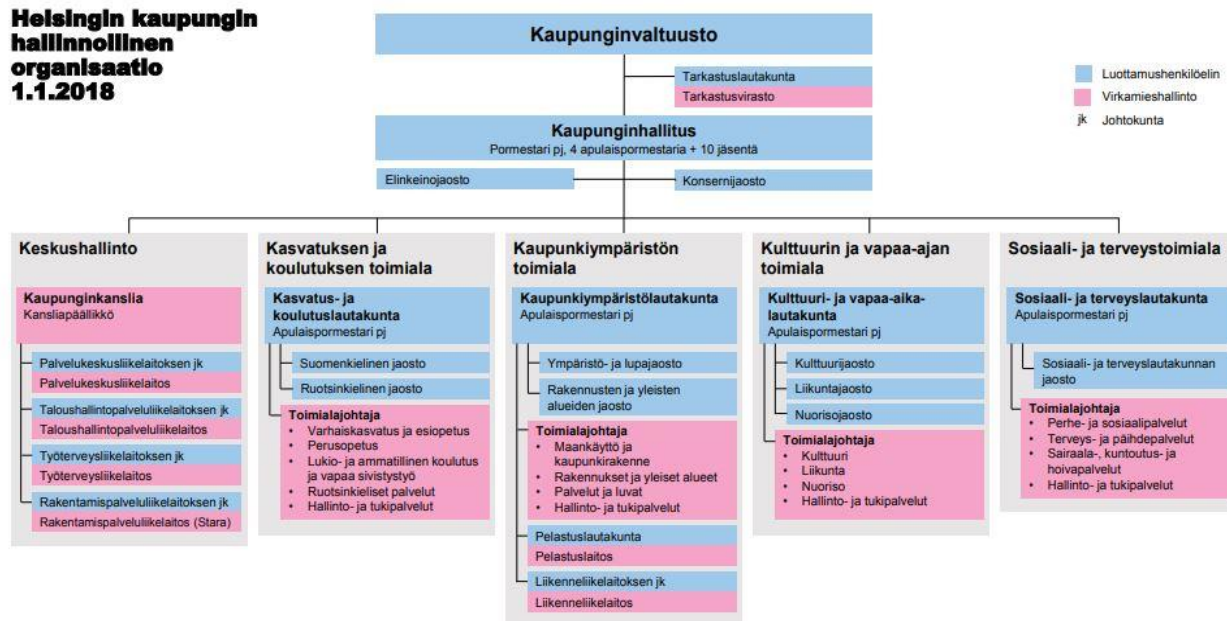 Helsingin kaupungin
hallinnollinen
organisaatio
1.1.2018
Kaupunginvaltuusto
Tarkastuslautakunta
Tarkastusvirasto
Luottamushenkilöelin
Virkamieshallinto
jk Johtokunta
Kaupunginhallitus
Pormestari pj, 4 apulaispormestaria + 10 jäsentä
Elinkeinojaosto
Konsernijaosto
Keskushallinto
Kaupunginkanslia
Kansliapäällikkö
Palvelukeskusliikelaitoksen jk
Palvelukeskusliikelaitos
Taloushallintopalveluliikelaitoksen jk
Taloushallintopalveluliikelaitos
Työterveysliikelaitoksen jk
Työterveysliikelaitos
Rakentamispalveluliikelaitoksen jk
Rakentamispalveluliikelaitos (Stara)
Kasvatuksen ja
koulutuksen toimiala
Kasvatus- ja
koulutuslautakunta
Apulaispormestari pj
Suomenkielinen jaosto
Ruotsinkielinen jaosto
Toimialajohtaja
• Varhaiskasvatus ja esiopetus
• Perusopetus
• Lukio- ja ammatillinen koulutus
ja vapaa sivistystyö
• Ruotsinkieliset palvelut
• Hallinto- ja tukipalvelut
Kaupunkiympäristön
toimiala
Kaupunkiympäristölautakunta
Apulaispormestari pj
Ympäristö- ja lupajaosto
Rakennusten ja yleisten
alueiden jaosto
Toimialajohtaja
• Maankäyttö ja
kaupunkirakenne
• Rakennukset ja yleiset alueet
• Palvelut ja luvat
• Hallinto- ja tukipalvelut
Pelastuslautakunta
Pelastuslaitos
Liikenneliikelaitoksen jk
Liikenneliikelaitos
Kulttuurin ja vapaa-ajan
toimiala
Kulttuuri- ja vapaa-aika-
lautakunta
Apulaispormestari pj
Kulttuurijaosto
Liikuntajaosto
Nuorisojaosto
Toimialajohtaja
• Kulttuuri
• Liikunta
• Nuoriso
• Hallinto- ja tukipalvelut
Sosiaali- ja terveystoimiala
Sosiaali- ja terveyslautakunta
Apulaispormestari pj
Sosiaali- ja terveyslautakunnan
jaosto
Toimialajohtaja
• Perhe- ja sosiaalipalvelut
• Terveys- ja päihdepalvelut
• Sairaala-, kuntoutus- ja
hoivapalvelut
• Hallinto- ja tukipalvelut